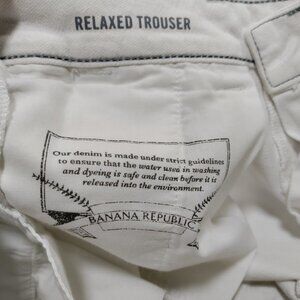 RELAXED TROUSER
Our denim is made under strict guidelines
to ensure that the water used in washing
and dyeing is safe and clean before it is
released into the environment.
BANANA REPUBLIC